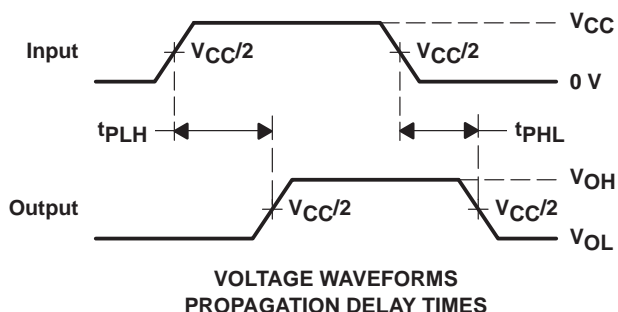 VCC
Input VCC/2 VCC/2
0 V
tPLH tPHL
VOH
Output VCC/2 VCC/2
VOL
VOLTAGE WAVEFORMS
PROPAGATION DELAY TIMES